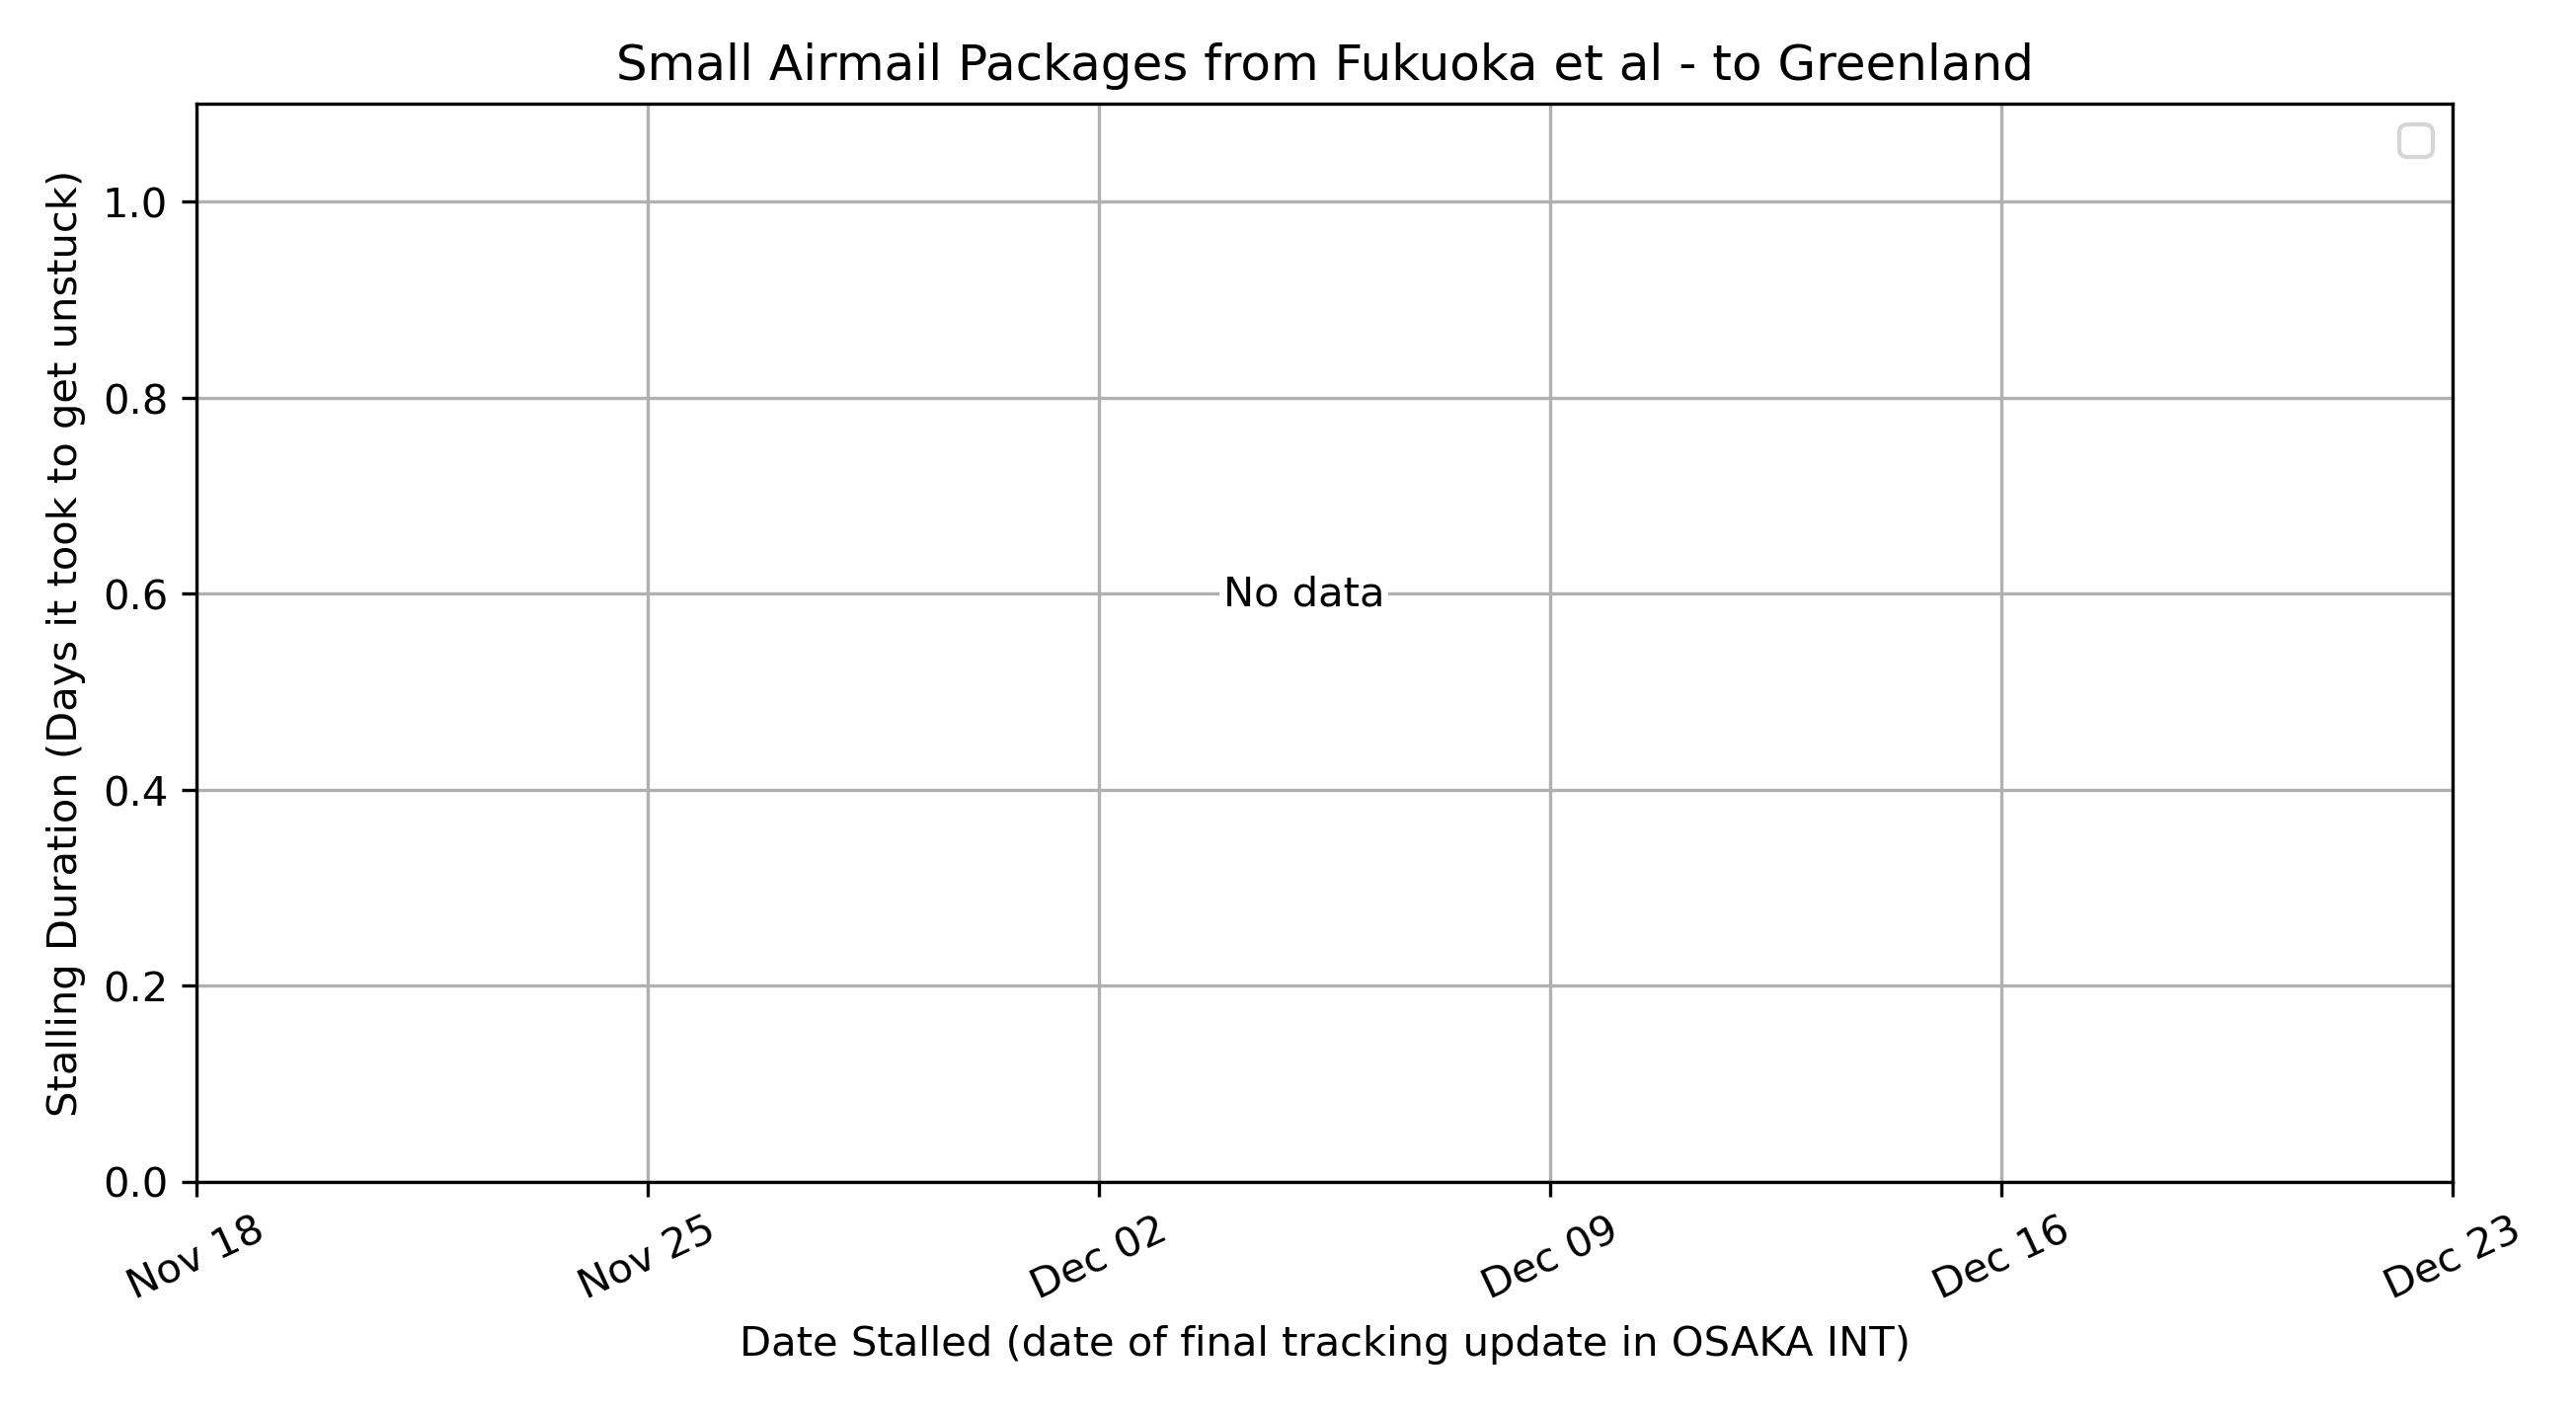 Small Airmail Packages from Fukuoka et al - to Greenland
Stalling Duration (Days it took to get unstuck)
1.0
0.8
0.6
0.4
0.2
0.0
No data
Nov 18
Nov 25
Dec 02
Dec 09
Dec 16
Dec 23
Date Stalled (date of final tracking update in OSAKA INT)